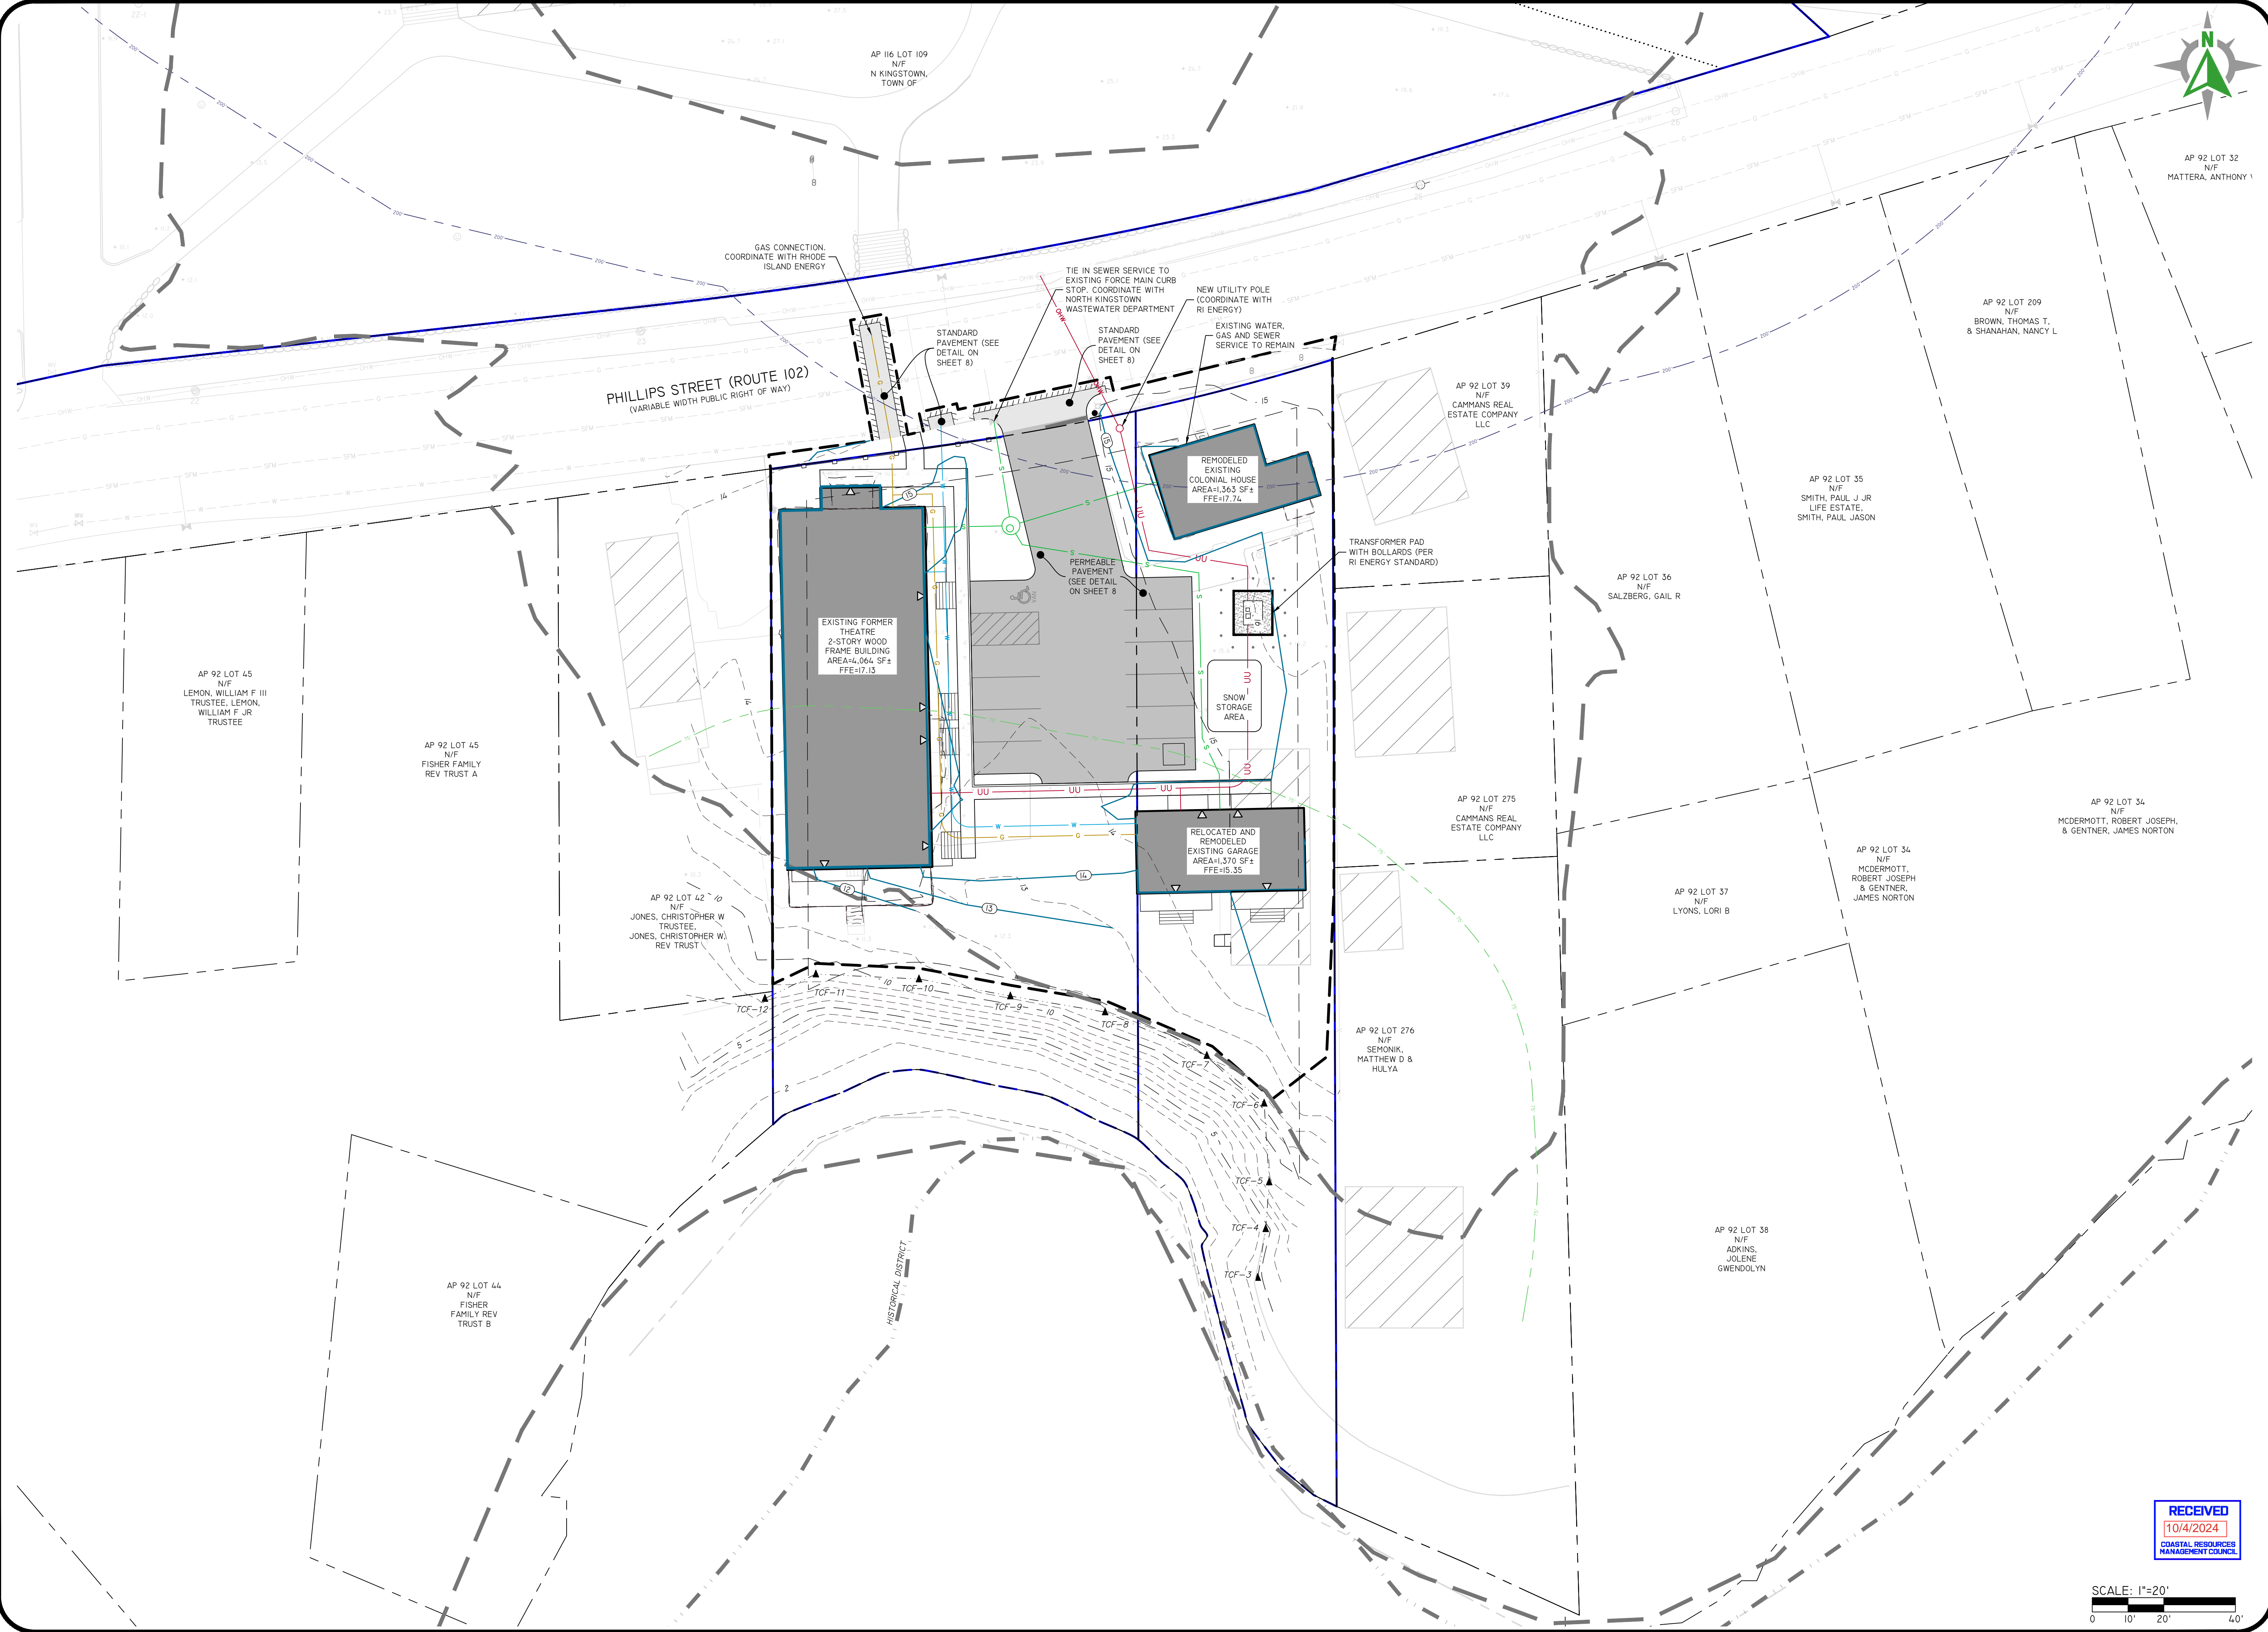 AP 116 LOT 109
N/F
N KINGSTOWN,
TOWN OF
N
AP 92 LOT 32
N/F
MATTERA, ANTHONY
GAS CONNECTION.
COORDINATE WITH RHODE
ISLAND ENERGY
TIE IN SEWER SERVICE TO
EXISTING FORCE MAIN CURB
STOP. COORDINATE WITH
NORTH KINGSTOWN
WASTEWATER DEPARTMENT
NEW UTILITY POLE
(COORDINATE WITH
RI ENERGY)
EXISTING WATER,
GAS AND SEWER
SERVICE TO REMAIN
STANDARD
PAVEMENT (SEE
DETAIL ON
SHEET 8)
STANDARD
PAVEMENT (SEE
DETAIL ON
SHEET 8)
AP 92 LOT 209
N/F
BROWN, THOMAS T,
& SHANAHAN, NANCY L
PHILLIPS STREET (ROUTE 102)
(VARIABLE WIDTH PUBLIC RIGHT OF WAY)
AP 92 LOT 39
N/F
CAMMANS REAL
ESTATE COMPANY
LLC
REMODELED
EXISTING
COLONIAL HOUSE
AREA=1,363 SF±
FFE=17.74
AP 92 LOT 35
N/F
SMITH, PAUL J JR
LIFE ESTATE,
SMITH, PAUL JASON
TRANSFORMER PAD
WITH BOLLARDS (PER
RI ENERGY STANDARD)
PERMEABLE
PAVEMENT
(SEE DETAIL
ON SHEET 8
AP 92 LOT 36
N/F
SALZBERG, GAIL R
EXISTING FORMER
THEATRE
2-STORY WOOD
FRAME BUILDING
AREA=4,064 SF±
FFE=17.13
AP 92 LOT 45
N/F
LEMON, WILLIAM F III
TRUSTEE, LEMON,
WILLIAM F JR
TRUSTEE
SNOW
STORAGE
AREA
AP 92 LOT 45
N/F
FISHER FAMILY
REV TRUST A
AP 92 LOT 275
N/F
CAMMANS REAL
ESTATE COMPANY
LLC
AP 92 LOT 34
N/F
MCDERMOTT, ROBERT JOSEPH,
& GENTNER, JAMES NORTON
RELOCATED AND
REMODELED
EXISTING GARAGE
AREA=1,370 SF±
FFE=15.35
AP 92 LOT 34
N/F
MCDERMOTT,
ROBERT JOSEPH
& GENTNER,
JAMES NORTON
AP 92 LOT 42
N/F
JONES, CHRISTOPHER W
TRUSTEE,
JONES, CHRISTOPHER W.
REV TRUST
AP 92 LOT 37
N/F
LYONS, LORI B
TCF-12
TCF-11
TCF-10
TCF-9
TCF-8
TCF-7
TCF-6
TCF-5
TCF-4
TCF-3
AP 92 LOT 276
N/F
SEMONIK,
MATTHEW D &
HULYA
AP 92 LOT 38
N/F
ADKINS,
JOLENE
GWENDOLYN
AP 92 LOT 44
N/F
FISHER
FAMILY REV
TRUST B
HISTORICAL DISTRICT
RECEIVED
10/4/2024
COASTAL RESOURCES
MANAGEMENT COUNCIL
SCALE: 1"=20'
0 10' 20' 40'